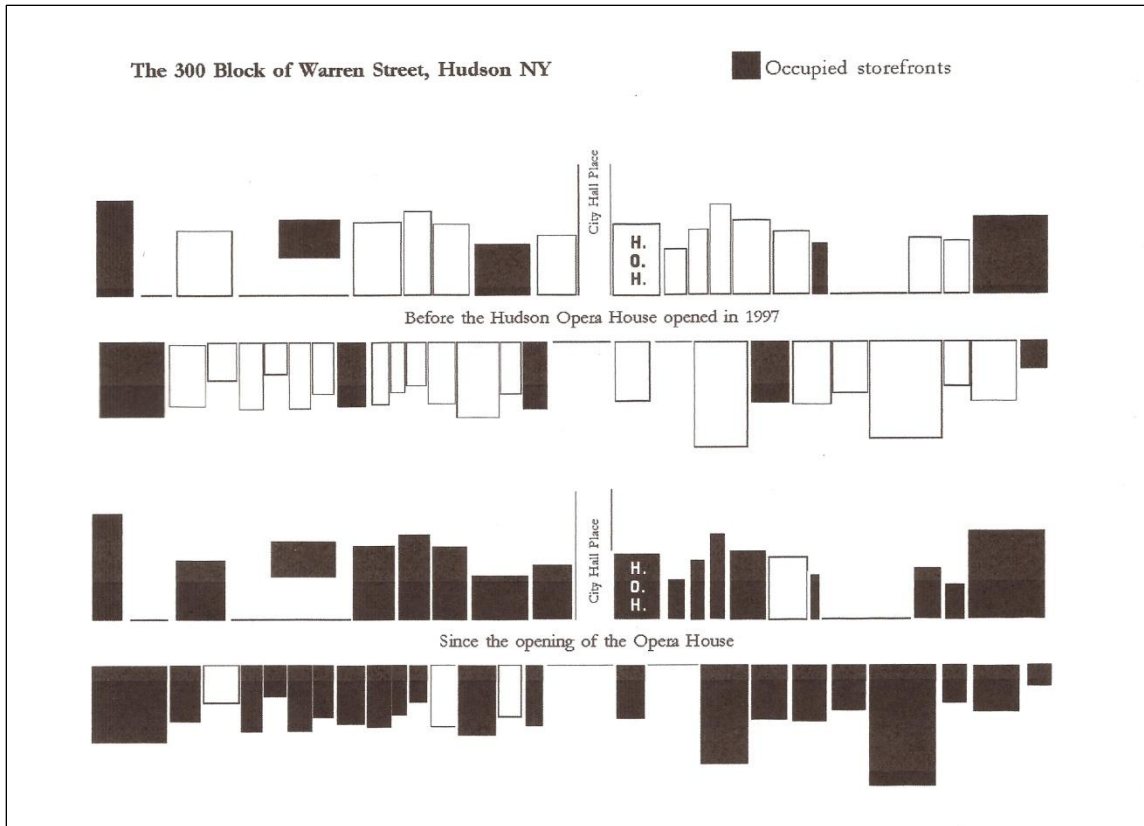 The 300 Block of Warren Street, Hudson NY
Occupied storefronts
City Hall Place
H.
O.
H.
Before the Hudson Opera House opened in 1997
City Hall Place
H.
O.
H.
Since the opening of the Opera House